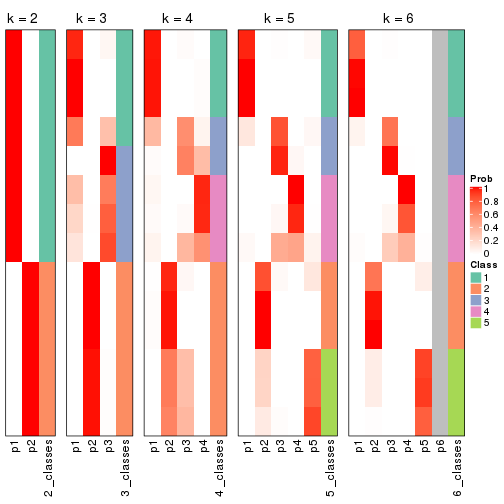 k = 2
k = 3
k = 4
k = 5
k = 6
p1
p2
2_classes
p1
p2
p3
3_classes
p1
p2
p3
p4
4_classes
p1
p2
p3
p4
p5
5_classes
p1
p2
p3
p4
p5
p6
6_classes
Prob
1
0.8
0.6
0.4
0.2
0
Class
1
2
3
4
5